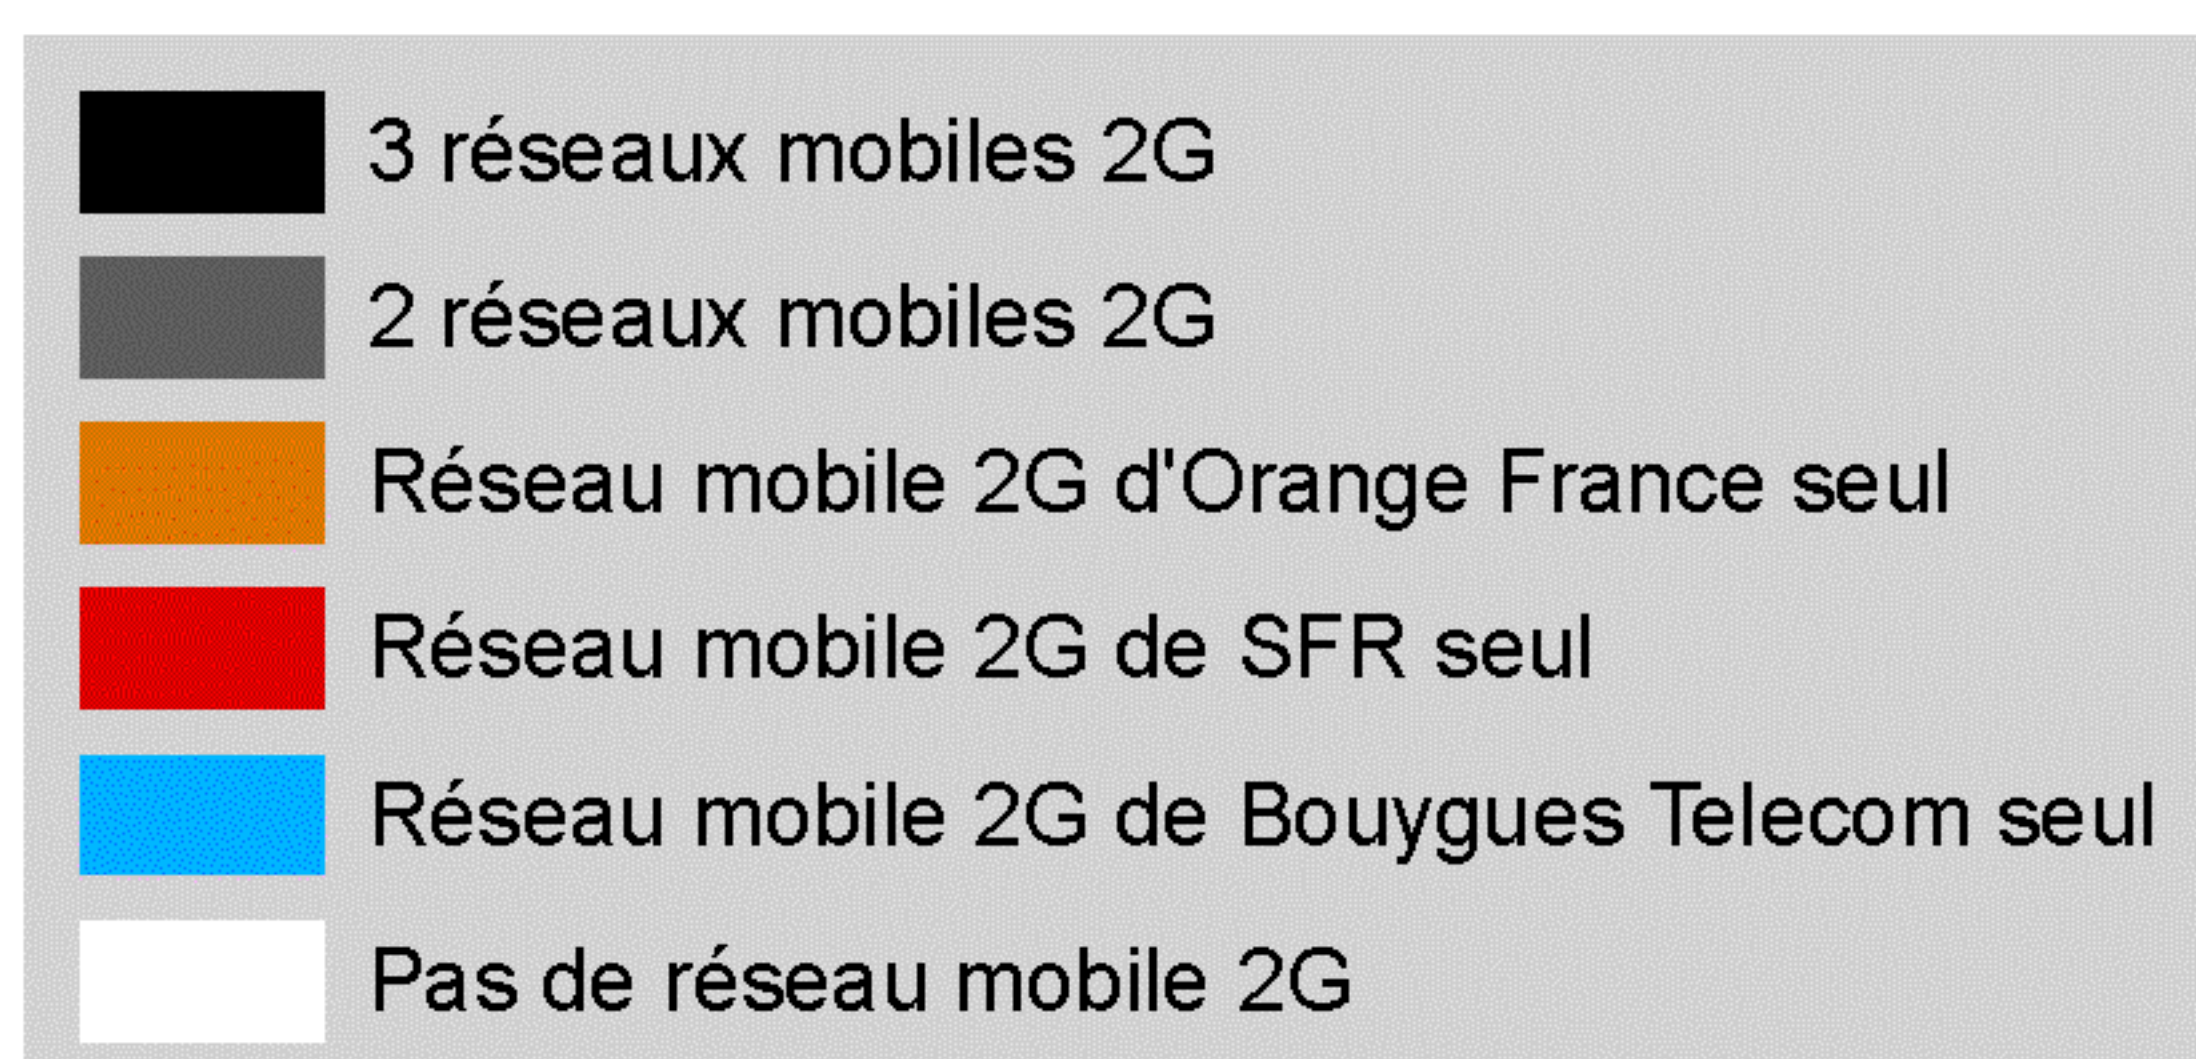 3 réseaux mobiles 2G
2 réseaux mobiles 2G
Réseau mobile 2G d'Orange France seul
Réseau mobile 2G de SFR seul
Réseau mobile 2G de Bouygues Telecom seul
Pas de réseau mobile 2G